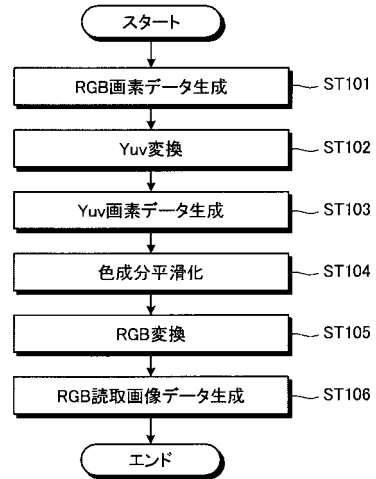 スタート
RGB画素データ生成 ST101
Yuv変換 ST102
Yuv画素データ生成 ST103
色成分平滑化 ST104
RGB変換 ST105
RGB読取画像データ生成 ST106
エンド